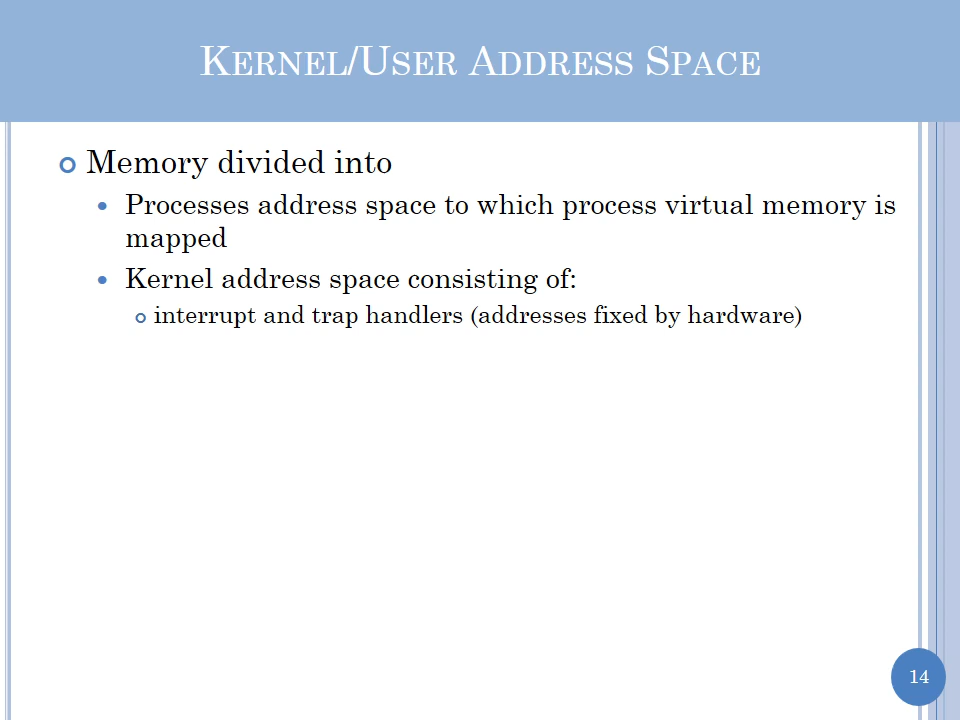 KERNEL/USER ADDRESS SPACE
Memory divided into
Processes address space to which process virtual memory is
mapped
Kernel address space consisting of:
interrupt and trap handlers (addresses fixed by hardware)
14